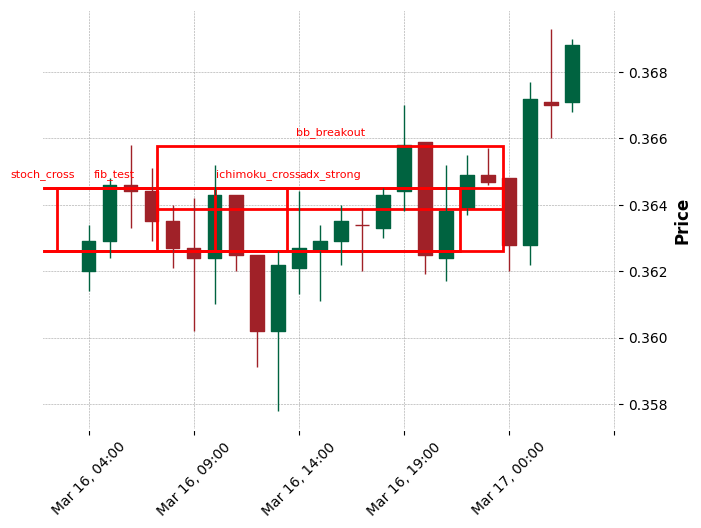 0.368
bb_breakout
0.366
stoch_cross
fib_test
ichimoku_cross
adx_strong
0.364
Price
0.362
0.360
0.358
Mar 16, 04:00
Mar 16, 09:00
Mar 16, 14:00
Mar 16, 19:00
Mar 17, 00:00